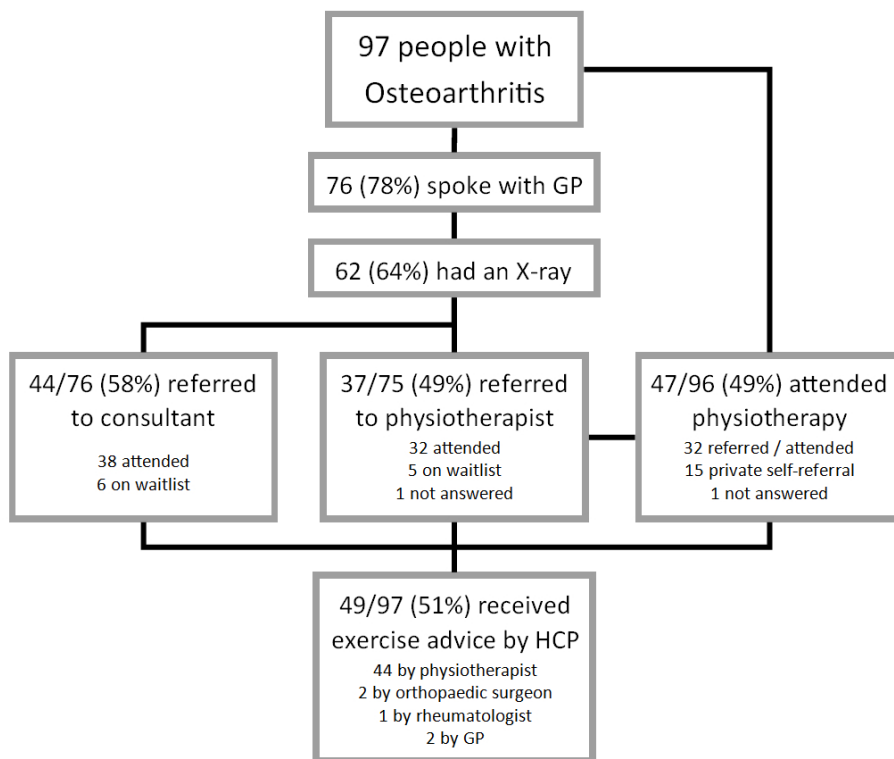 97 people with
Osteoarthritis
76 (78%) spoke with GP
62 (64%) had an X-ray
44/76 (58%) referred
to consultant
38 attended
6 on waitlist
37/75 (49%) referred
to physiotherapist
32 attended
5 on waitlist
1 not answered
47/96 (49%) attended
physiotherapy
32 referred / attended
15 private self-referral
1 not answered
49/97 (51%) received
exercise advice by HCP
44 by physiotherapist
2 by orthopaedic surgeon
1 by rheumatologist
2 by GP